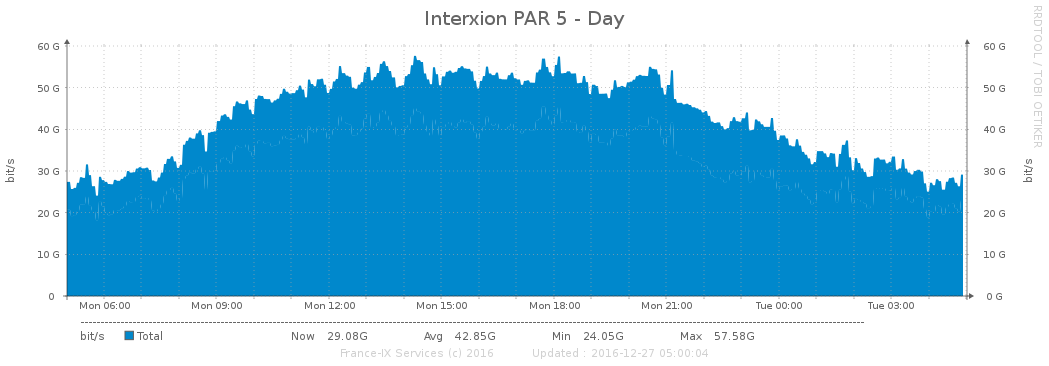 Interxion PAR 5 - Day
RRDTOOL / TOBI OETIKER
60 G 60 G
50 G 50 G
40 G 40 G
30 G 30 G
20 G 20 G
10 G 10 G
0 0 G
bit/s bit/s
Mon 06:00 Mon 09:00 Mon 12:00 Mon 15:00 Mon 18:00 Mon 21:00 Tue 00:00 Tue 03:00
bit/s Total Now 29.08G Avg 42.85G Min 24.05G Max 57.58G
France-IX Services (c) 2016 Updated : 2016-12-27 05:00:04